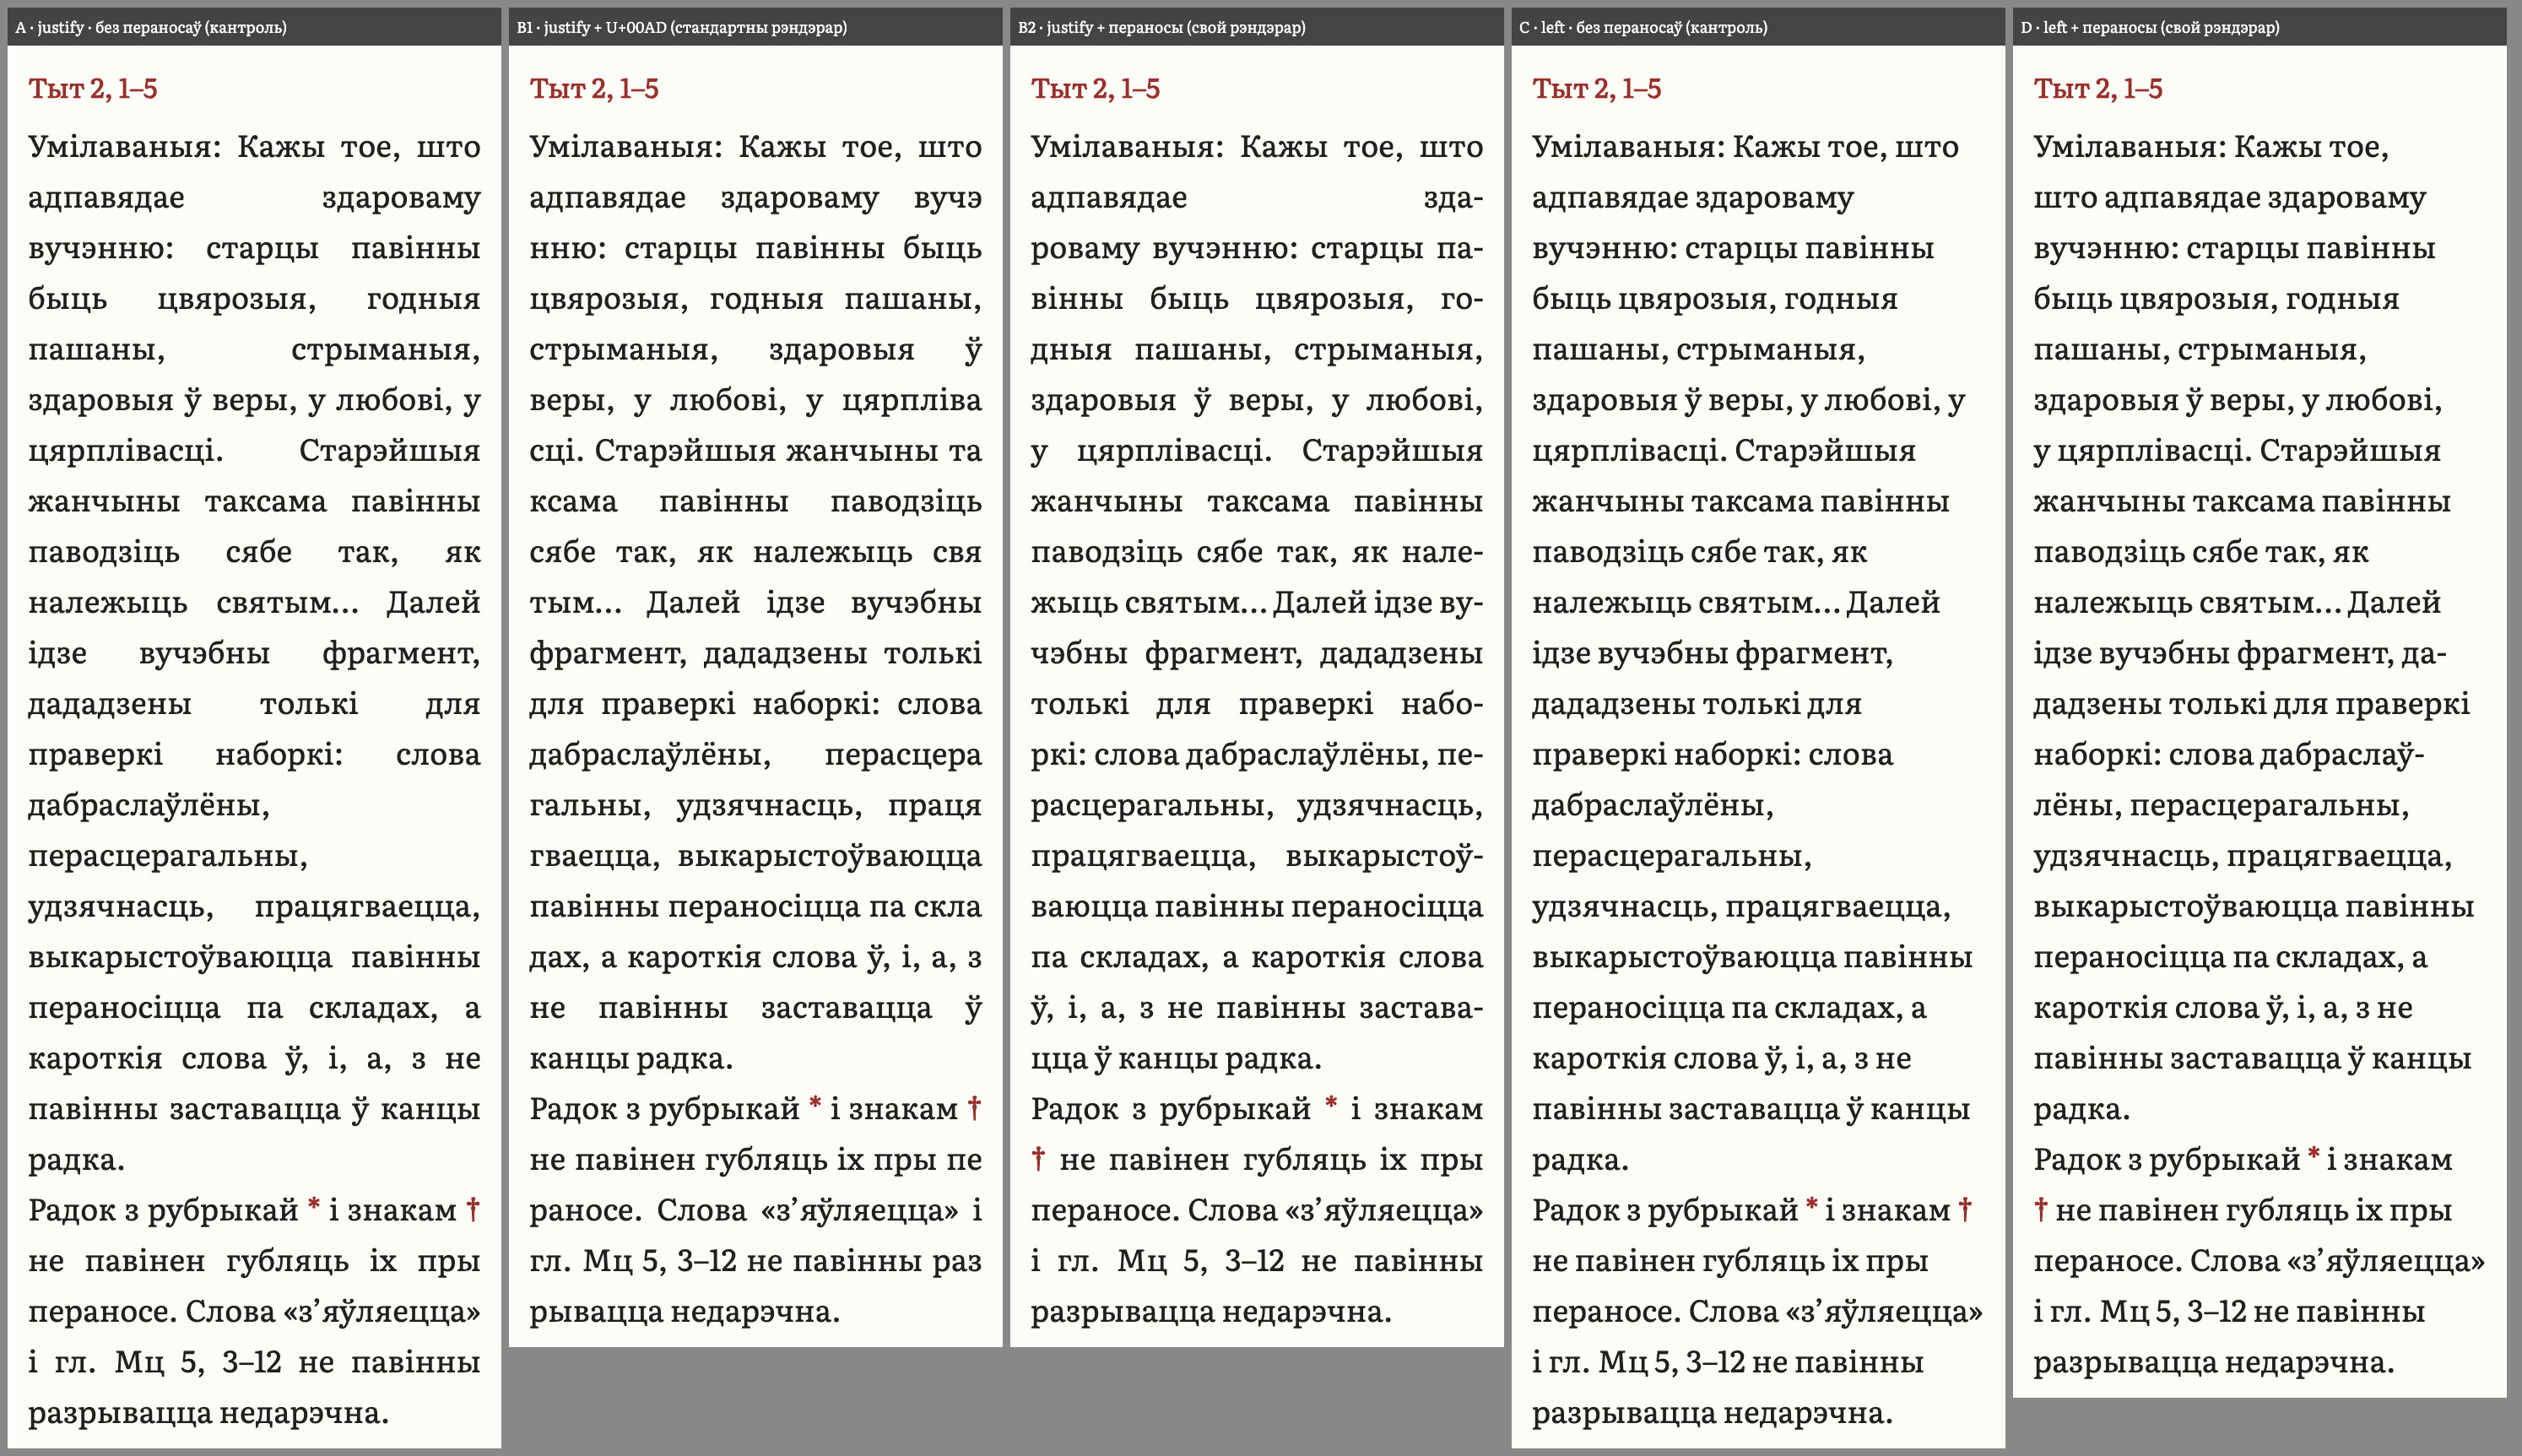 A · justify · без пераносаў (кантроль)
Тыт 2, 1–5
Умілаваныя: Кажы тое, што
адпавядае здароваму
вучэнню: старцы павінны
быць цвярозыя, годныя
пашаны, стрыманыя,
здаровыя ў веры, у любові, у
цярплівасці. Старэйшыя
жанчыны таксама павінны
паводзіць сябе так, як
належыць святым... Далей
ідзе вучэбны фрагмент,
дададзены толькі для
праверкі наборкі: слова
дабраслаўлёны,
перасцерагальны,
удзячнасць, працягваецца,
выкарыстоўваюцца павінны
пераносіцца па складах, а
кароткія слова ў, і, а, з не
павінны заставацца ў канцы
радка.
Радок з рубрыкай * і знакам †
не павінен губляць іх пры
пераносе. Слова «з’яўляецца»
і гл. Мц 5, 3–12 не павінны
разрывацца недарэчна.
B1 · justify + U+00AD (стандартны рэндэрар)
Тыт 2, 1–5
Умілаваныя: Кажы тое, што
адпавядае здароваму вучэ
нню: старцы павінны быць
цвярозыя, годныя пашаны,
стрыманыя, здаровыя ў
веры, у любові, у цярпліва
сці. Старэйшыя жанчыны та
ксама павінны паводзіць
сябе так, як належыць свя
тым... Далей ідзе вучэбны
фрагмент, дададзены толькі
для праверкі наборкі: слова
дабраслаўлёны, перасцера
гальны, удзячнасць, праця
гваецца, выкарыстоўваюцца
павінны пераносіцца па скла
дах, а кароткія слова ў, і, а, з
не павінны заставацца ў
канцы радка.
Радок з рубрыкай * і знакам †
не павінен губляць іх пры пе
раносе. Слова «з’яўляецца» і
гл. Мц 5, 3–12 не павінны раз
рывацца недарэчна.
B2 · justify + пераносы (свой рэндэрар)
Тыт 2, 1–5
Умілаваныя: Кажы тое, што
адпавядае зда-
роваму вучэнню: старцы па-
вінны быць цвярозыя, го-
дныя пашаны, стрыманыя,
здаровыя ў веры, у любові,
у цярплівасці. Старэйшыя
жанчыны таксама павінны
паводзіць сябе так, як нале-
жыць святым... Далей ідзе ву-
чэбны фрагмент, дададзены
толькі для праверкі набо-
ркі: слова дабраслаўлёны, пе-
расцерагальны, удзячнасць,
працягваецца, выкарыстоў-
ваюцца павінны пераносіцца
па складах, а кароткія слова
ў, і, а, з не павінны застава-
цца ў канцы радка.
Радок з рубрыкай * і знакам
† не павінен губляць іх пры
пераносе. Слова «з’яўляецца»
і гл. Мц 5, 3–12 не павінны
разрывацца недарэчна.
C · left · без пераносаў (кантроль)
Тыт 2, 1–5
Умілаваныя: Кажы тое, што
адпавядае здароваму
вучэнню: старцы павінны
быць цвярозыя, годныя
пашаны, стрыманыя,
здаровыя ў веры, у любові, у
цярплівасці. Старэйшыя
жанчыны таксама павінны
паводзіць сябе так, як
належыць святым... Далей
ідзе вучэбны фрагмент,
дададзены толькі для
праверкі наборкі: слова
дабраслаўлёны,
перасцерагальны,
удзячнасць, працягваецца,
выкарыстоўваюцца павінны
пераносіцца па складах, а
кароткія слова ў, і, а, з не
павінны заставацца ў канцы
радка.
Радок з рубрыкай * і знакам †
не павінен губляць іх пры
пераносе. Слова «з’яўляецца»
і гл. Мц 5, 3–12 не павінны
разрывацца недарэчна.
D · left + пераносы (свой рэндэрар)
Тыт 2, 1–5
Умілаваныя: Кажы тое,
што адпавядае здароваму
вучэнню: старцы павінны
быць цвярозыя, годныя
пашаны, стрыманыя,
здаровыя ў веры, у любові,
у цярплівасці. Старэйшыя
жанчыны таксама павінны
паводзіць сябе так, як
належыць святым... Далей
ідзе вучэбны фрагмент, да-
дадзены толькі для праверкі
наборкі: слова дабраслаў-
лёны, перасцерагальны,
удзячнасць, працягваецца,
выкарыстоўваюцца павінны
пераносіцца па складах, а
кароткія слова ў, і, а, з не
павінны заставацца ў канцы
радка.
Радок з рубрыкай * і знакам
† не павінен губляць іх пры
пераносе. Слова «з’яўляецца»
і гл. Мц 5, 3–12 не павінны
разрывацца недарэчна.